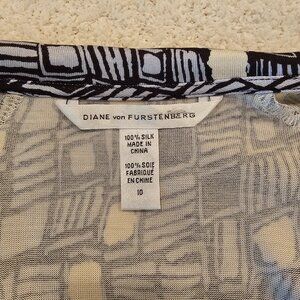 DIANE von FURSTENBERG
100% SILK
MADE IN
CHINA
100% SOIE
FABRIQUÉ
EN CHINE
10